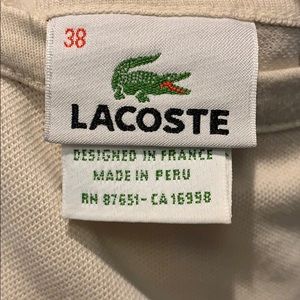 38
LACOSTE
DESIGNED IN FRANCE
MADE IN PERU
RN 87651-CA 16998